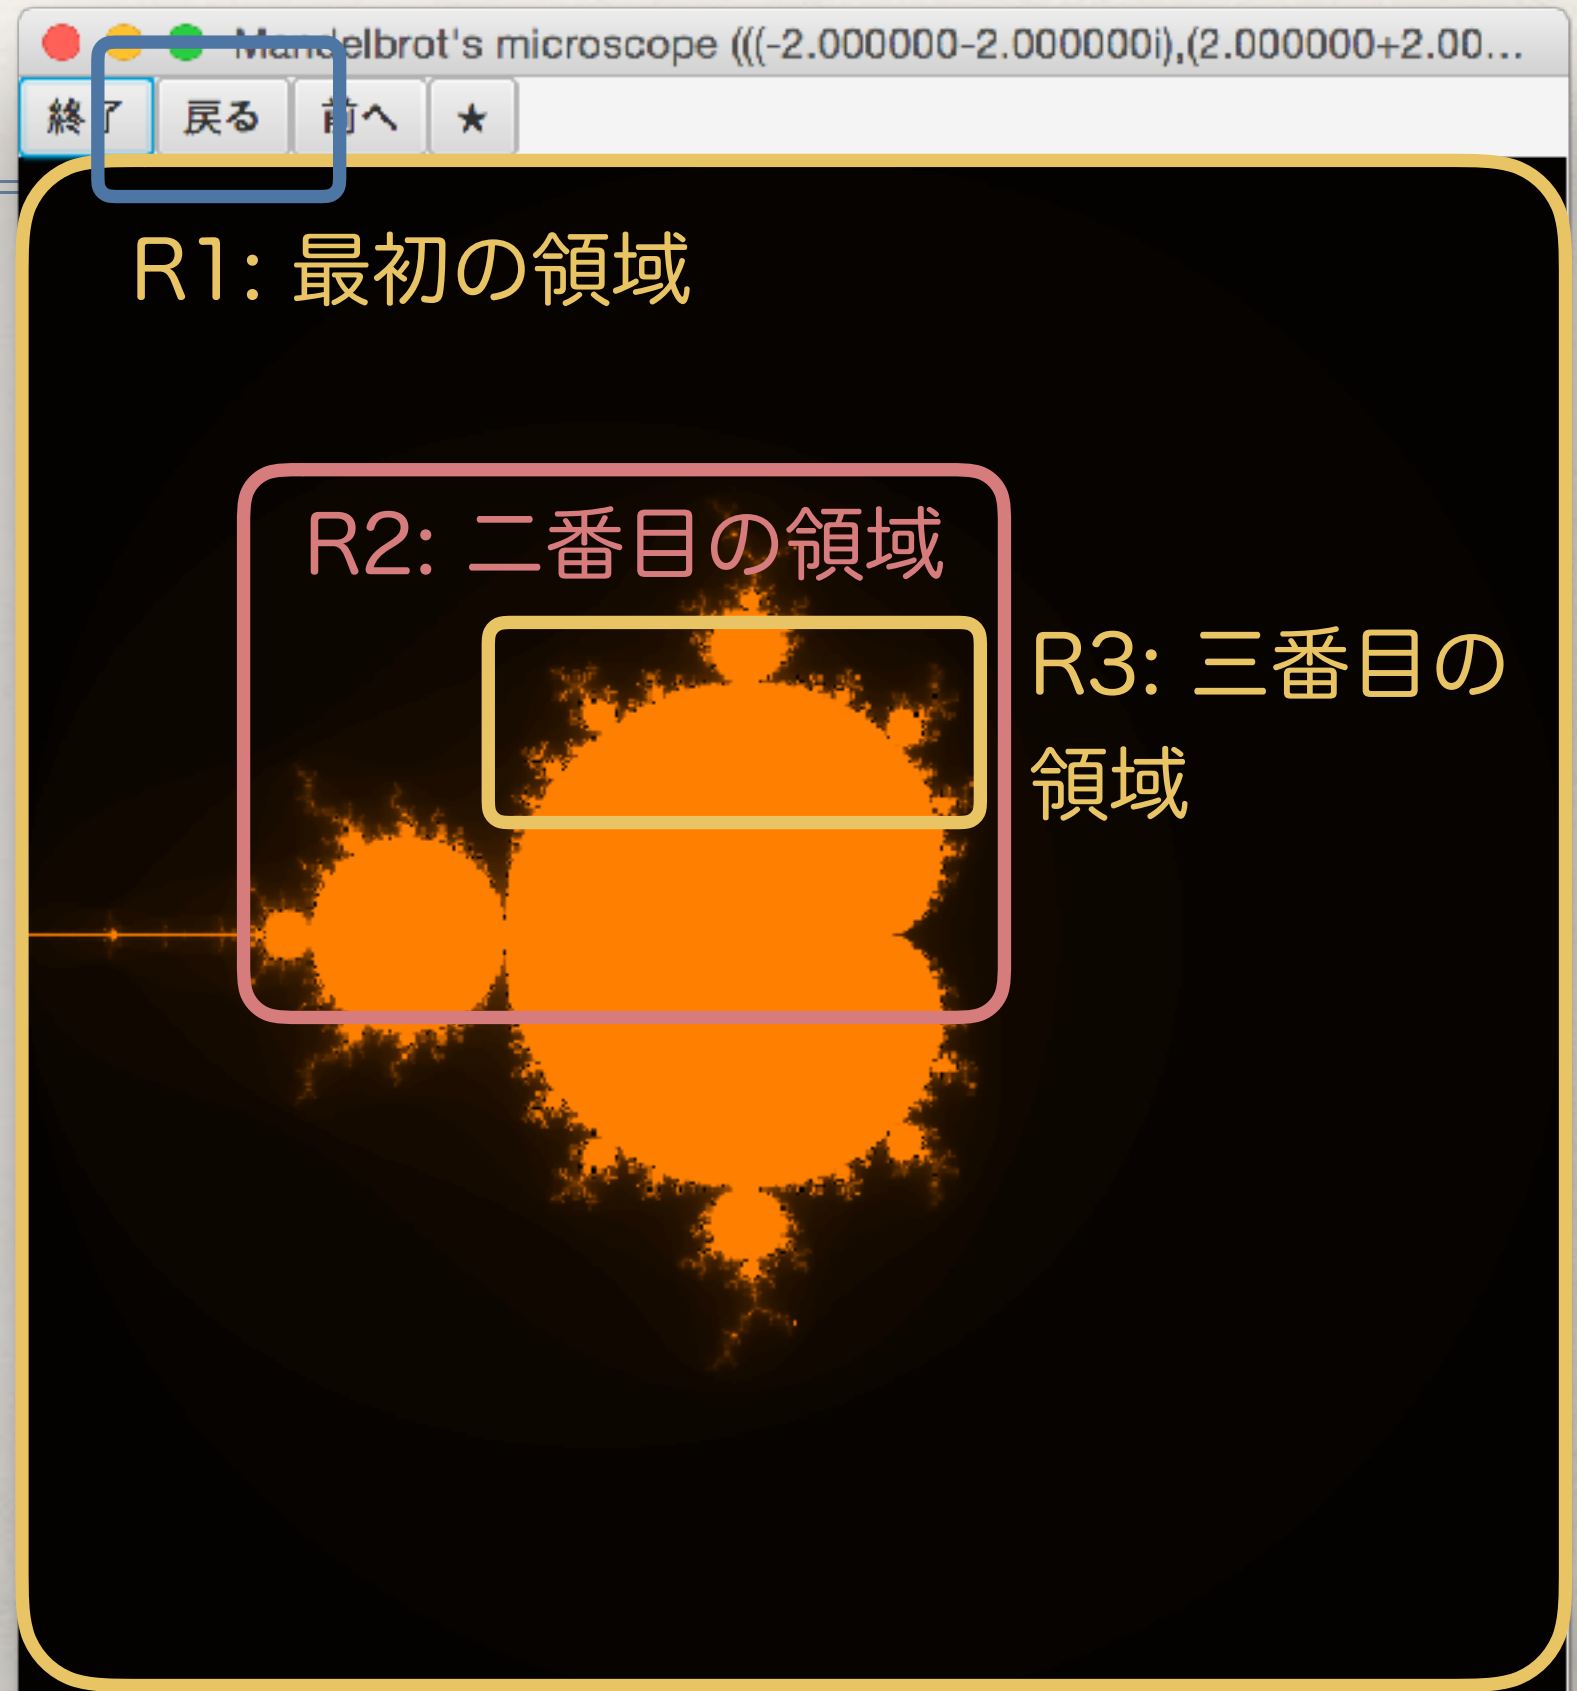 Mandelbrot's microscope (((-2.000000-2.000000i),(2.000000+2.00...
終了 戻る 前へ ★
R1: 最初の領域
R2: 二番目の領域
R3: 三番目の
領域